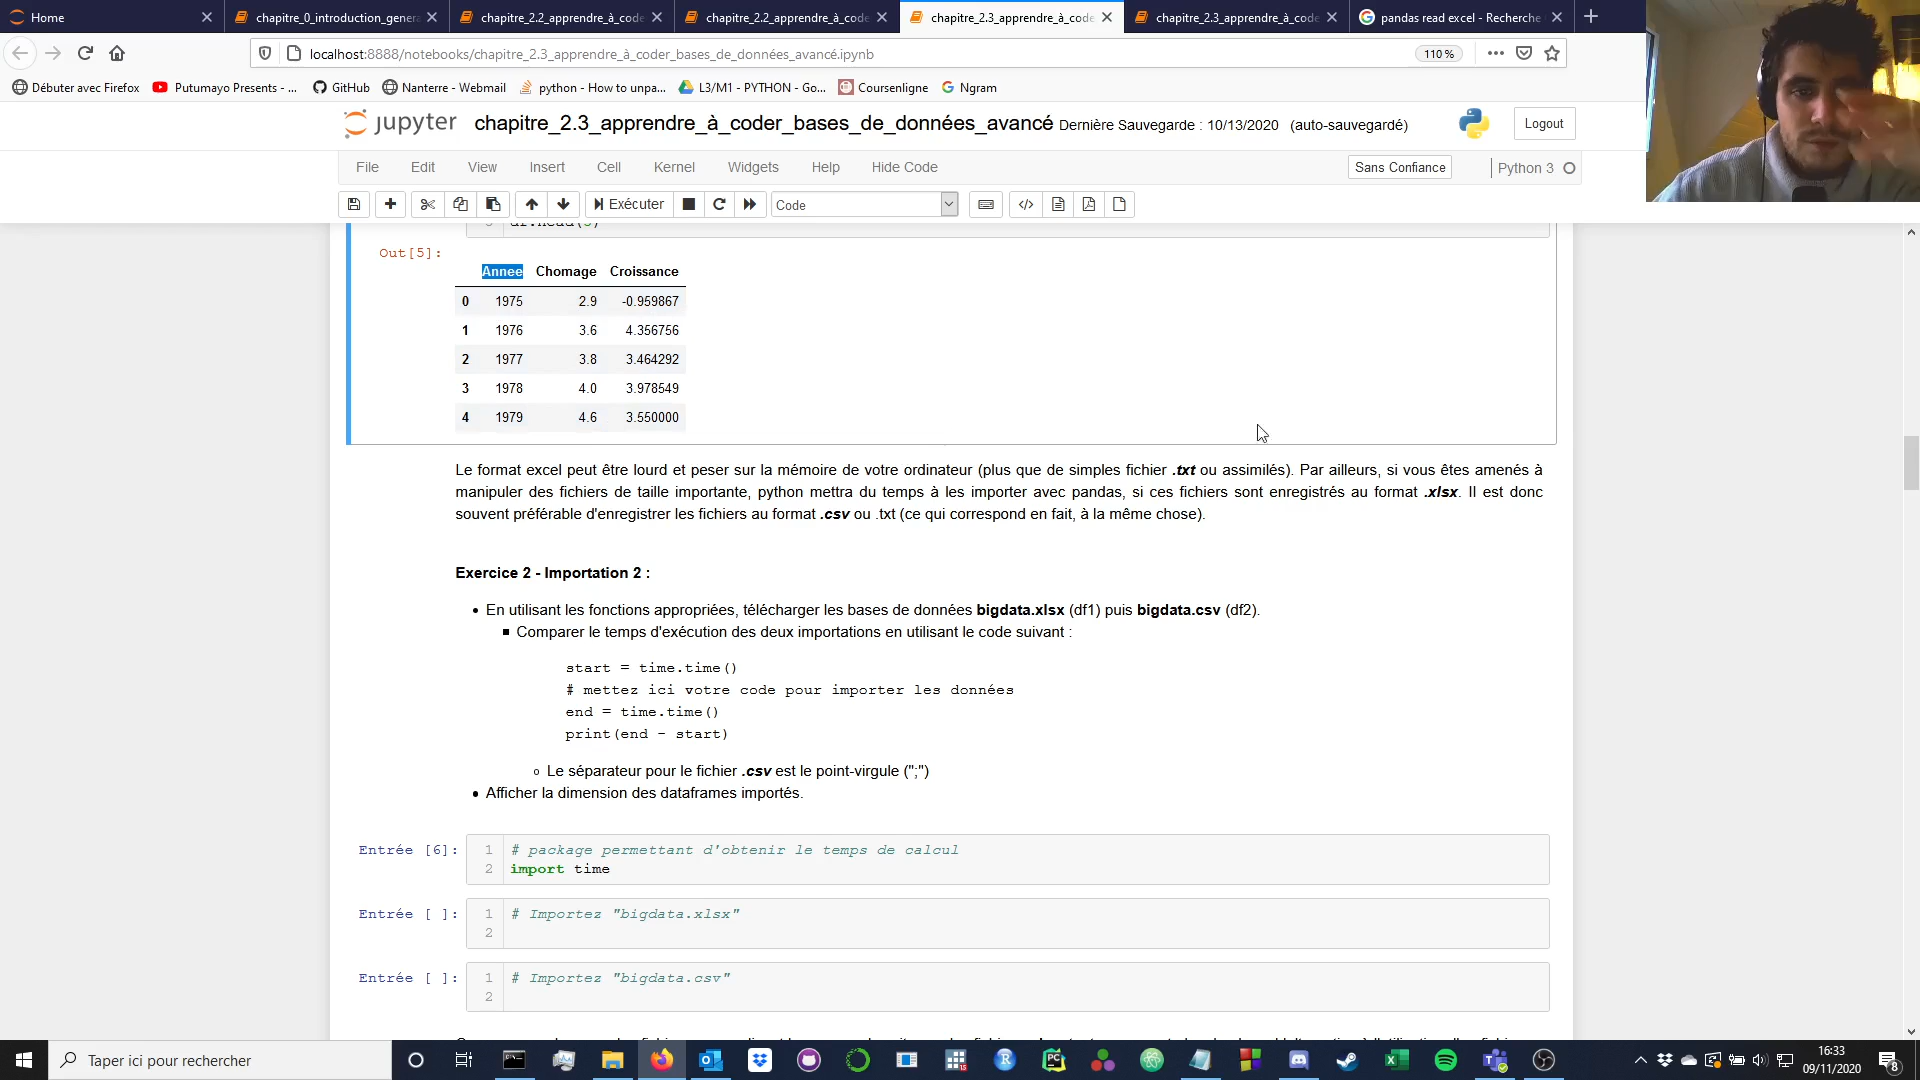 Home
chapitre_0_introduction_genera
chapitre_2.2_apprendre_à_code
chapitre_2.2_apprendre_à_code
chapitre_2.3_apprendre_à_code
chapitre_2.3_apprendre_à_code
pandas read excel - Recherche
localhost:8888/notebooks/chapitre_2.3_apprendre_à_coder_bases_de_données_avancé.ipynb
110 %
Débuter avec Firefox
Putumayo Presents - ...
GitHub
Nanterre - Webmail
python - How to unpa...
L3/M1 - PYTHON - Go...
Coursenligne
Ngram
jupyter
chapitre_2.3_apprendre_à_coder_bases_de_données_avancé
Dernière Sauvegarde : 10/13/2020
(auto-sauvegardé)
Logout
File
Edit
View
Insert
Cell
Kernel
Widgets
Help
Hide Code
Sans Confiance
Python 3
Exécuter
Code
Out[5]:
Annee Chomage Croissance
0 1975 2.9 -0.959867
1 1976 3.6 4.356756
2 1977 3.8 3.464292
3 1978 4.0 3.978549
4 1979 4.6 3.550000
Le format excel peut être lourd et peser sur la mémoire de votre ordinateur (plus que de simples fichier .txt ou assimilés). Par ailleurs, si vous êtes amenés à
manipuler des fichiers de taille importante, python mettra du temps à les importer avec pandas, si ces fichiers sont enregistrés au format .xlsx. Il est donc
souvent préférable d'enregistrer les fichiers au format .csv ou .txt (ce qui correspond en fait, à la même chose).
Exercice 2 - Importation 2 :
• En utilisant les fonctions appropriées, télécharger les bases de données bigdata.xlsx (df1) puis bigdata.csv (df2).
▪ Comparer le temps d'exécution des deux importations en utilisant le code suivant :
start = time.time()
# mettez ici votre code pour importer les données
end = time.time()
print(end - start)
o Le séparateur pour le fichier .csv est le point-virgule (";")
• Afficher la dimension des dataframes importés.
Entrée [6]:
1 # package permettant d'obtenir le temps de calcul
2 import time
Entrée [ ]:
1 # Importez "bigdata.xlsx"
2
Entrée [ ]:
1 # Importez "bigdata.csv"
2
Taper ici pour rechercher
16:33
09/11/2020
8